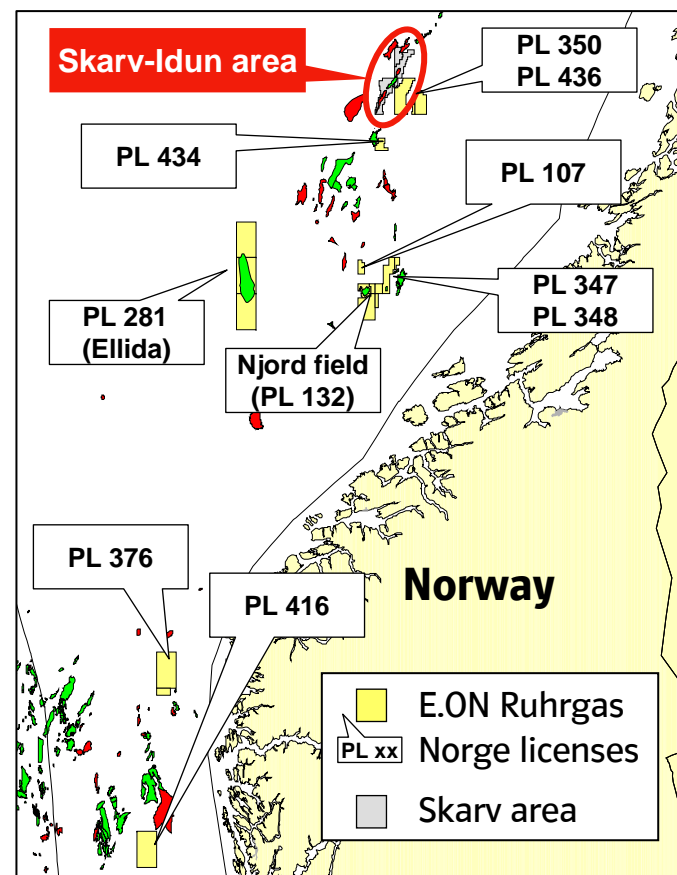 Skarv-Idun area
PL 350
PL 436
PL 434
PL 107
PL 281
(Ellida)
PL 347
PL 348
Njord field
(PL 132)
PL 376
PL 416
Norway
E.ON Ruhrgas
PL xx Norge licenses
Skarv area